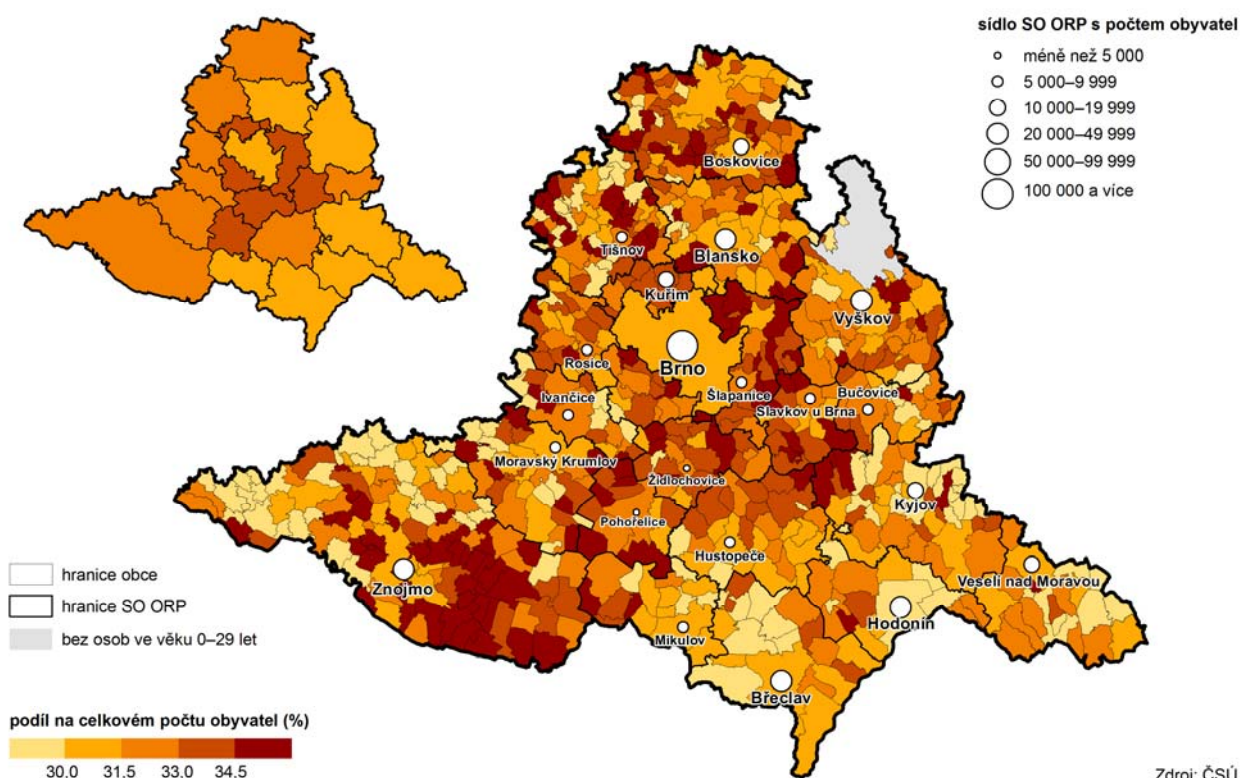 sídlo SO ORP s počtem obyvatel
méně než 5 000
5 000–9 999
10 000–19 999
20 000–49 999
50 000–99 999
100 000 a více
Boskovice
Tišnov
Blansko
Kuřim
Vyškov
Brno
Rosice
Šlapanice
Bučovice
Slavkov u Brna
Ivančice
Moravský Krumlov
Židlochovice
Kyjov
Pohořelice
Hustopeče
Veselí nad Moravou
Znojmo
Hodonín
Mikulov
Břeclav
hranice obce
hranice SO ORP
bez osob ve věku 0–29 let
podíl na celkovém počtu obyvatel (%)
30.0 31.5 33.0 34.5
Zdroj: ČSÚ